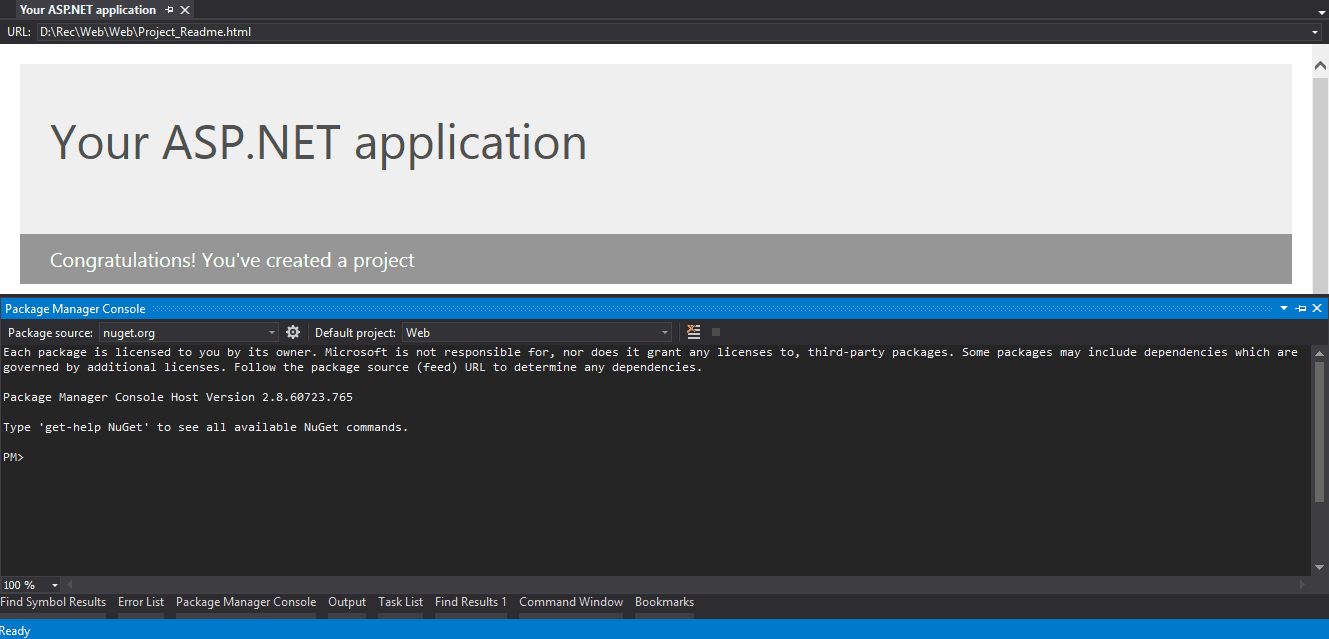 Your ASP.NET application
URL: D:\Rec\Web\Web\Project_Readme.html
Your ASP.NET application
Congratulations! You've created a project
Package Manager Console
Package source: nuget.org Default project: Web
Each package is licensed to you by its owner. Microsoft is not responsible for, nor does it grant any licenses to, third-party packages. Some packages may include dependencies which are
governed by additional licenses. Follow the package source (feed) URL to determine any dependencies.
Package Manager Console Host Version 2.8.60723.765
Type 'get-help NuGet' to see all available NuGet commands.
PM>
100 %
Find Symbol Results Error List Package Manager Console Output Task List Find Results 1 Command Window Bookmarks
Ready